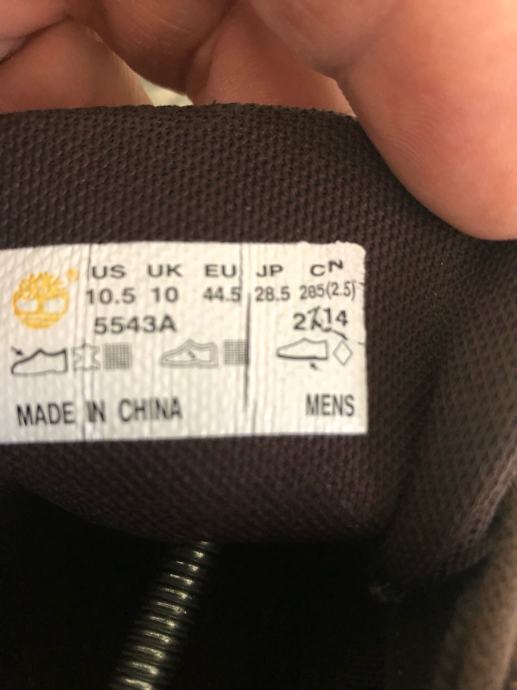 US UK EU JP CN
10.5 10 44.5 28.5 285(2.5)
5543A
MADE IN CHINA MENS